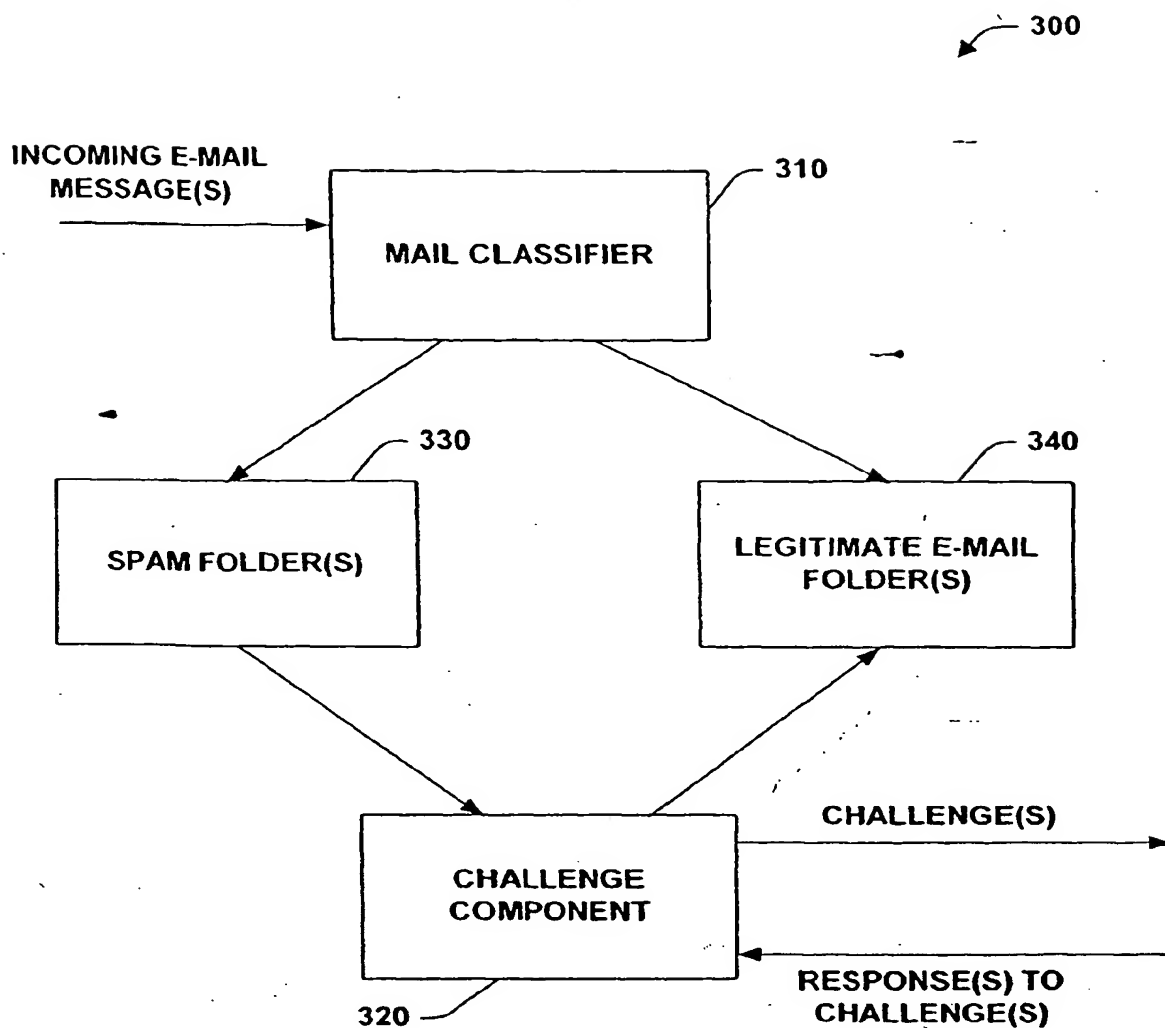 300
INCOMING E-MAIL
MESSAGE(S)
310
MAIL CLASSIFIER
330
340
SPAM FOLDER(S)
LEGITIMATE E-MAIL
FOLDER(S)
CHALLENGE(S)
CHALLENGE
COMPONENT
RESPONSE(S) TO
CHALLENGE(S)
320